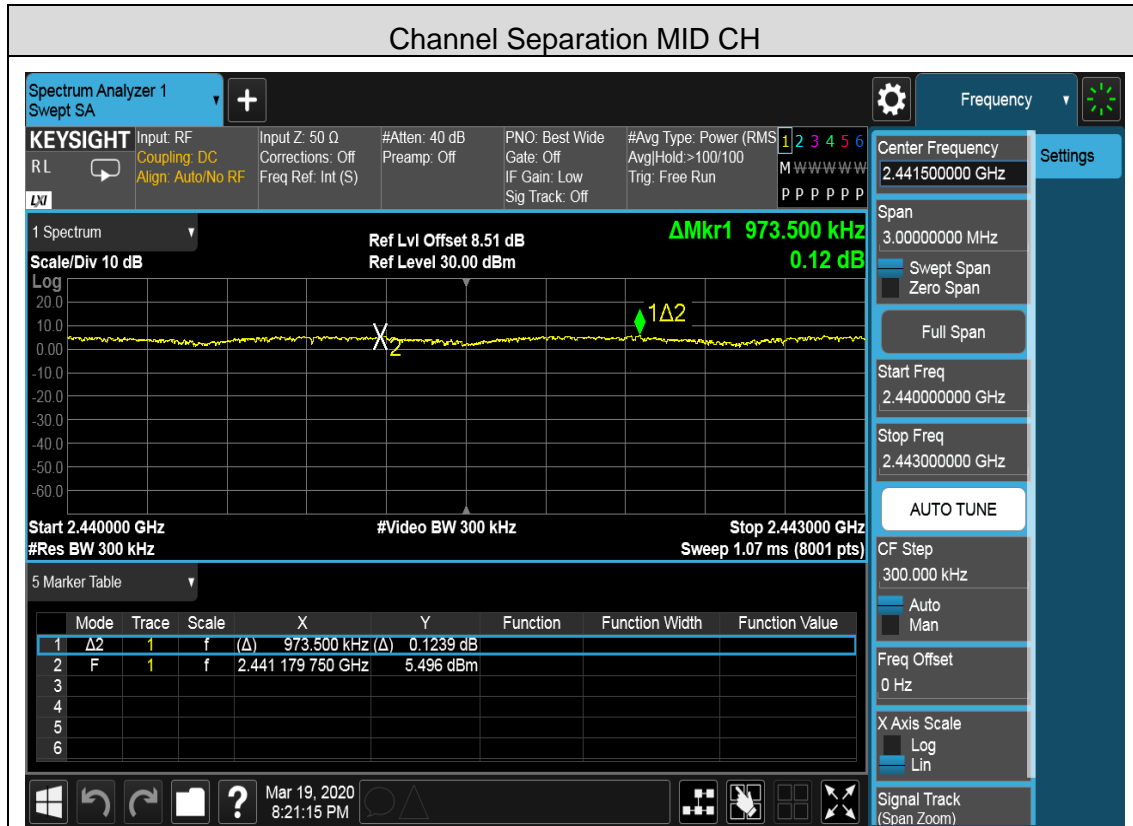 Channel Separation MID CH
Spectrum Analyzer 1
Swept SA
Frequency
KEYSIGHT
RL
LXI
Input: RF
Coupling: DC
Align: Auto/No RF
Input Z: 50 Ω
Corrections: Off
Freq Ref: Int (S)
#Atten: 40 dB
Preamp: Off
PNO: Best Wide
Gate: Off
IF Gain: Low
Sig Track: Off
#Avg Type: Power (RMS
Avg|Hold:>100/100
Trig: Free Run
1 2 3 4 5 6
M W W W W W
P P P P P P
Center Frequency
2.441500000 GHz
Settings
Span
3.00000000 MHz
Swept Span
Zero Span
Full Span
Start Freq
2.440000000 GHz
Stop Freq
2.443000000 GHz
AUTO TUNE
CF Step
300.000 kHz
Auto
Man
Freq Offset
0 Hz
X Axis Scale
Log
Lin
Signal Track
(Span Zoom)
1 Spectrum
Scale/Div 10 dB
Ref Lvl Offset 8.51 dB
Ref Level 30.00 dBm
ΔMkr1 973.500 kHz
0.12 dB
Log
20.0
10.0
0.00
-10.0
-20.0
-30.0
-40.0
-50.0
-60.0
1Δ2
X2
Start 2.440000 GHz
#Video BW 300 kHz
Stop 2.443000 GHz
#Res BW 300 kHz
Sweep 1.07 ms (8001 pts)
5 Marker Table
Mode Trace Scale X Y Function Function Width Function Value
1 Δ2 1 f (Δ) 973.500 kHz (Δ) 0.1239 dB
2 F 1 f 2.441 179 750 GHz 5.496 dBm
3
4
5
6
?
Mar 19, 2020
8:21:15 PM